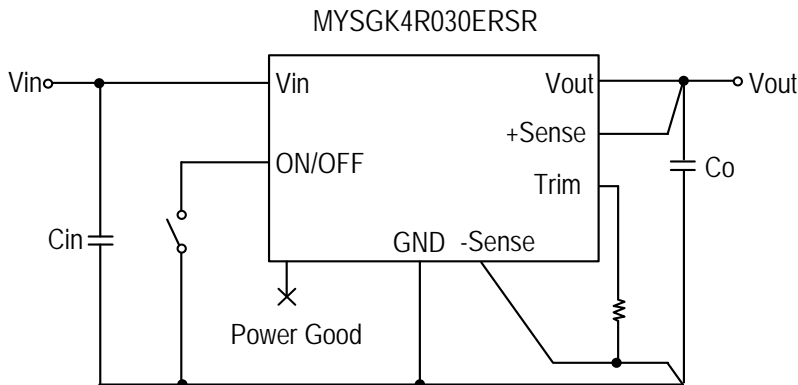 MYSGK4R030ERSR
Vin
Vin
Vout
Vout
+Sense
ON/OFF
Trim
Co
Cin
GND
-Sense
Power Good